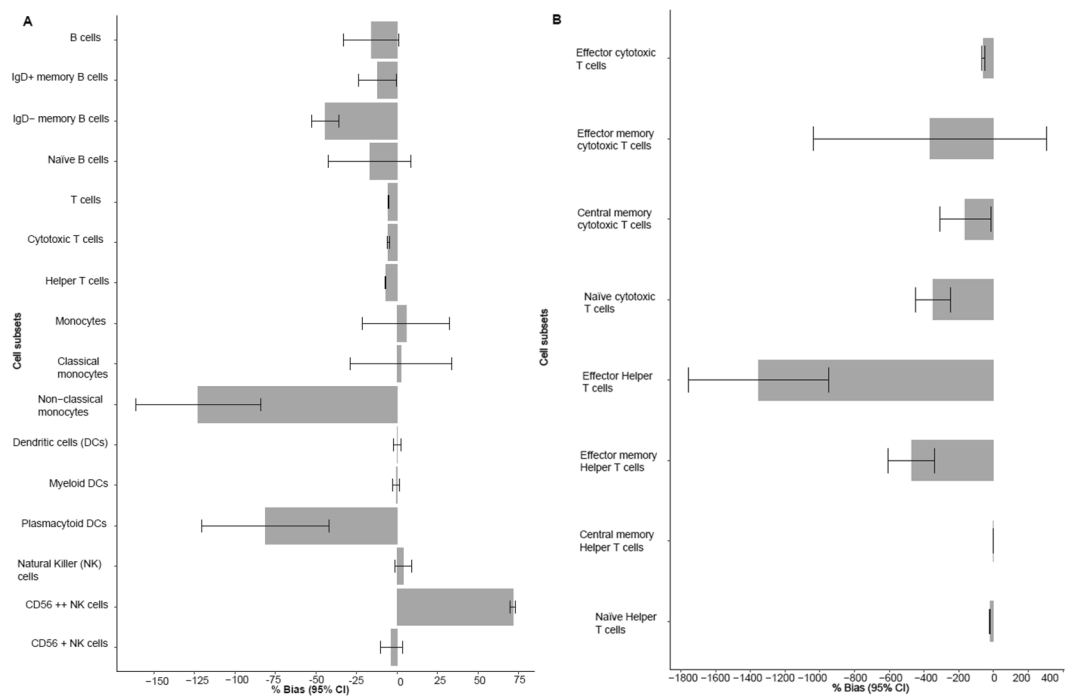 A
B cells
IgD+ memory B cells
IgD− memory B cells
Naïve B cells
T cells
Cytotoxic T cells
Helper T cells
Monocytes
Classical
monocytes
Non−classical
monocytes
Dendritic cells (DCs)
Myeloid DCs
Plasmacytoid DCs
Natural Killer (NK)
cells
CD56 ++ NK cells
CD56 + NK cells
Cell subsets
−150 −125 −100 −75 −50 −25 0 25 50 75
% Bias (95% CI)
B
Effector cytotoxic
T cells
Effector memory
cytotoxic T cells
Central memory
cytotoxic T cells
Naïve cytotoxic
T cells
Effector Helper
T cells
Effector memory
Helper T cells
Central memory
Helper T cells
Naïve Helper
T cells
Cell subsets
−1800 −1600 −1400 −1200 −1000 −800 −600 −400 −200 0 200 400
% Bias (95% CI)